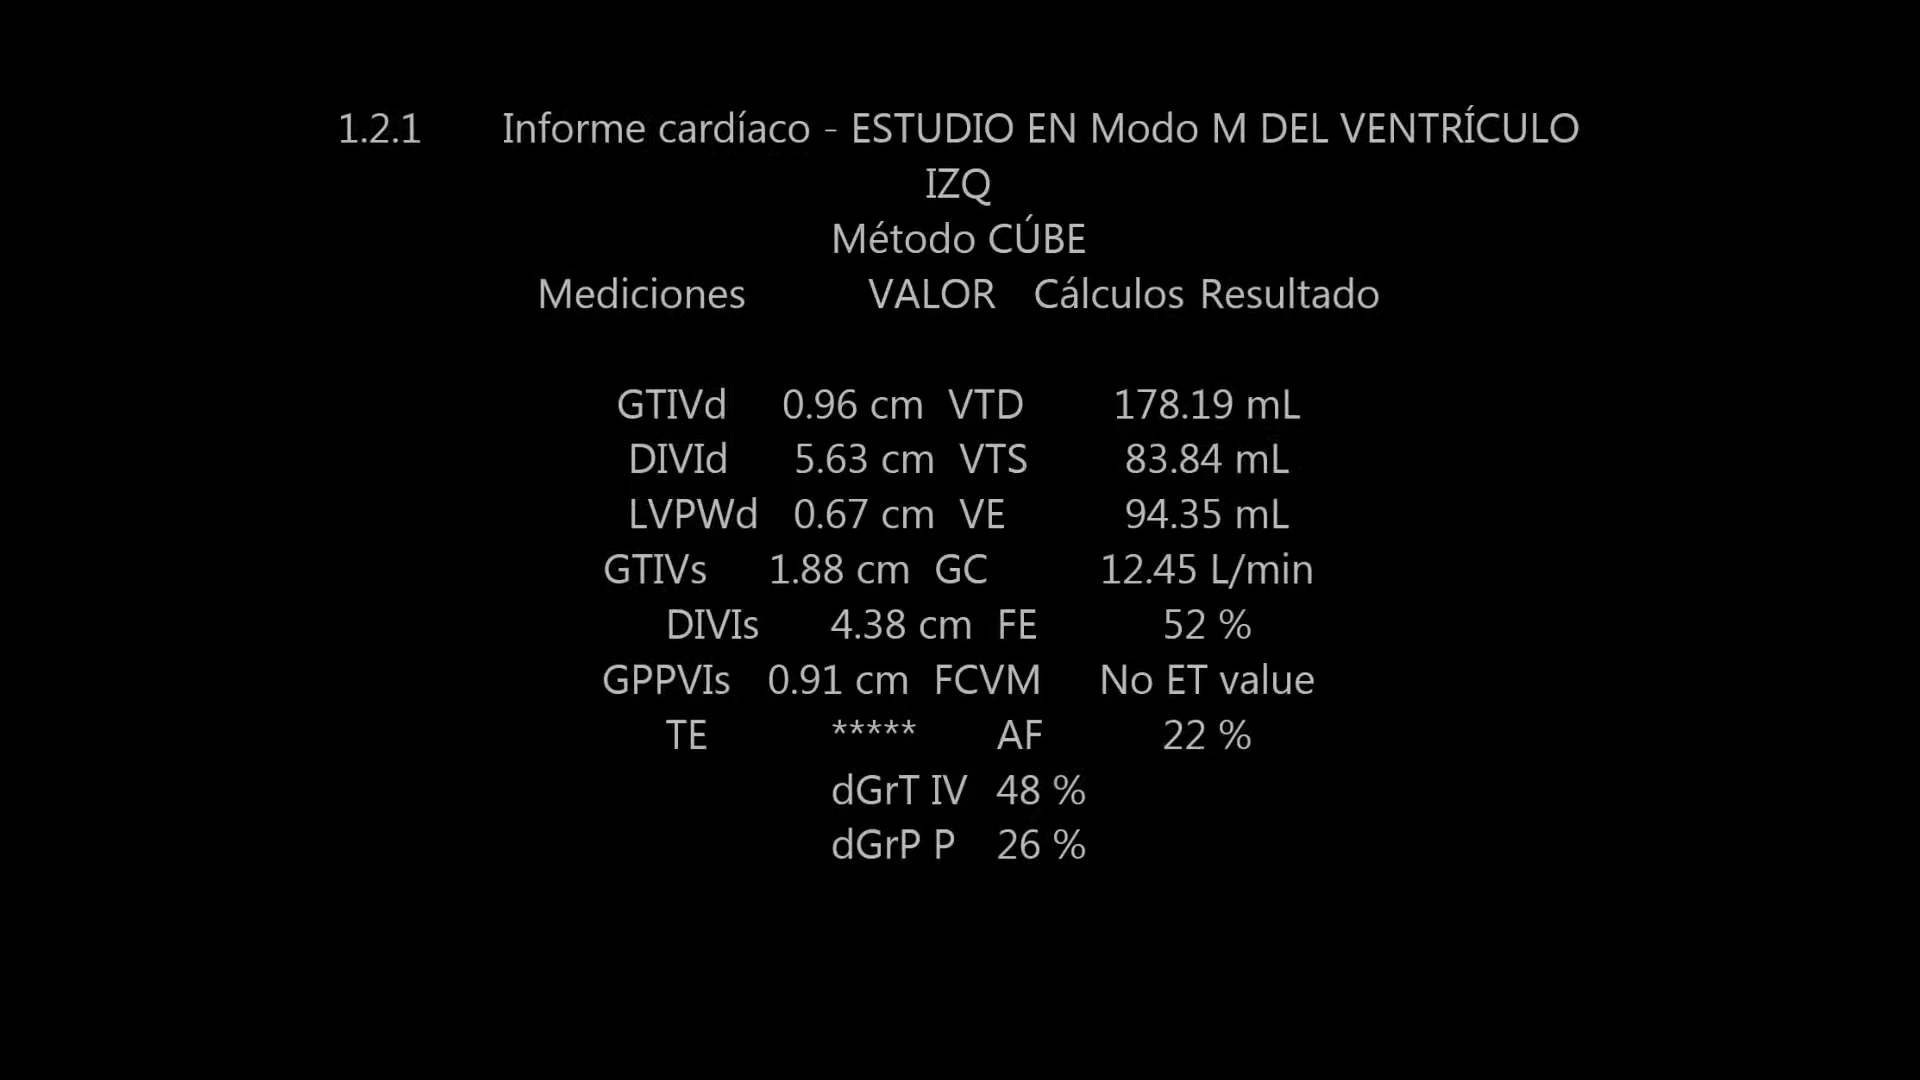 1.2.1 Informe cardíaco - ESTUDIO EN Modo M DEL VENTRÍCULO
IZQ
Método CÚBE
Mediciones VALOR Cálculos Resultado
GTIVd 0.96 cm VTD 178.19 mL
DIVId 5.63 cm VTS 83.84 mL
LVPWd 0.67 cm VE 94.35 mL
GTIVs 1.88 cm GC 12.45 L/min
DIVIs 4.38 cm FE 52 %
GPPVIs 0.91 cm FCVM No ET value
TE ***** AF 22 %
dGrT IV 48 %
dGrP P 26 %